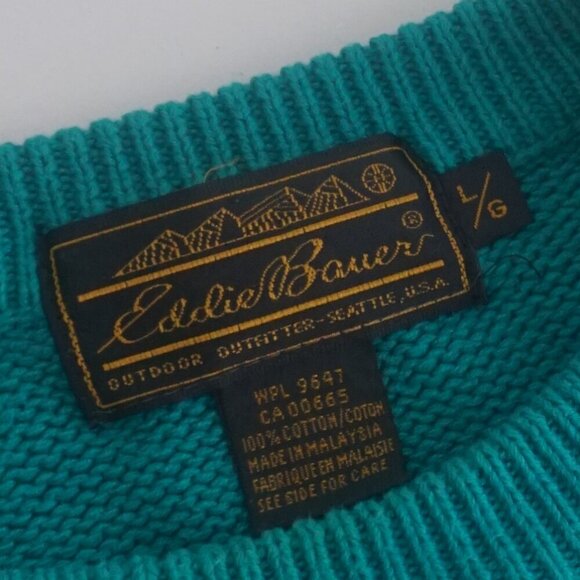 Eddie Bauer®
OUTDOOR OUTFITTER-SEATTLE, U.S.A.
L/G
WPL 9647
CA 00665
100% COTTON/COTON
MADE IN MALAYSIA
FABRIQUE EN MALAISIE
SEE SIDE FOR CARE